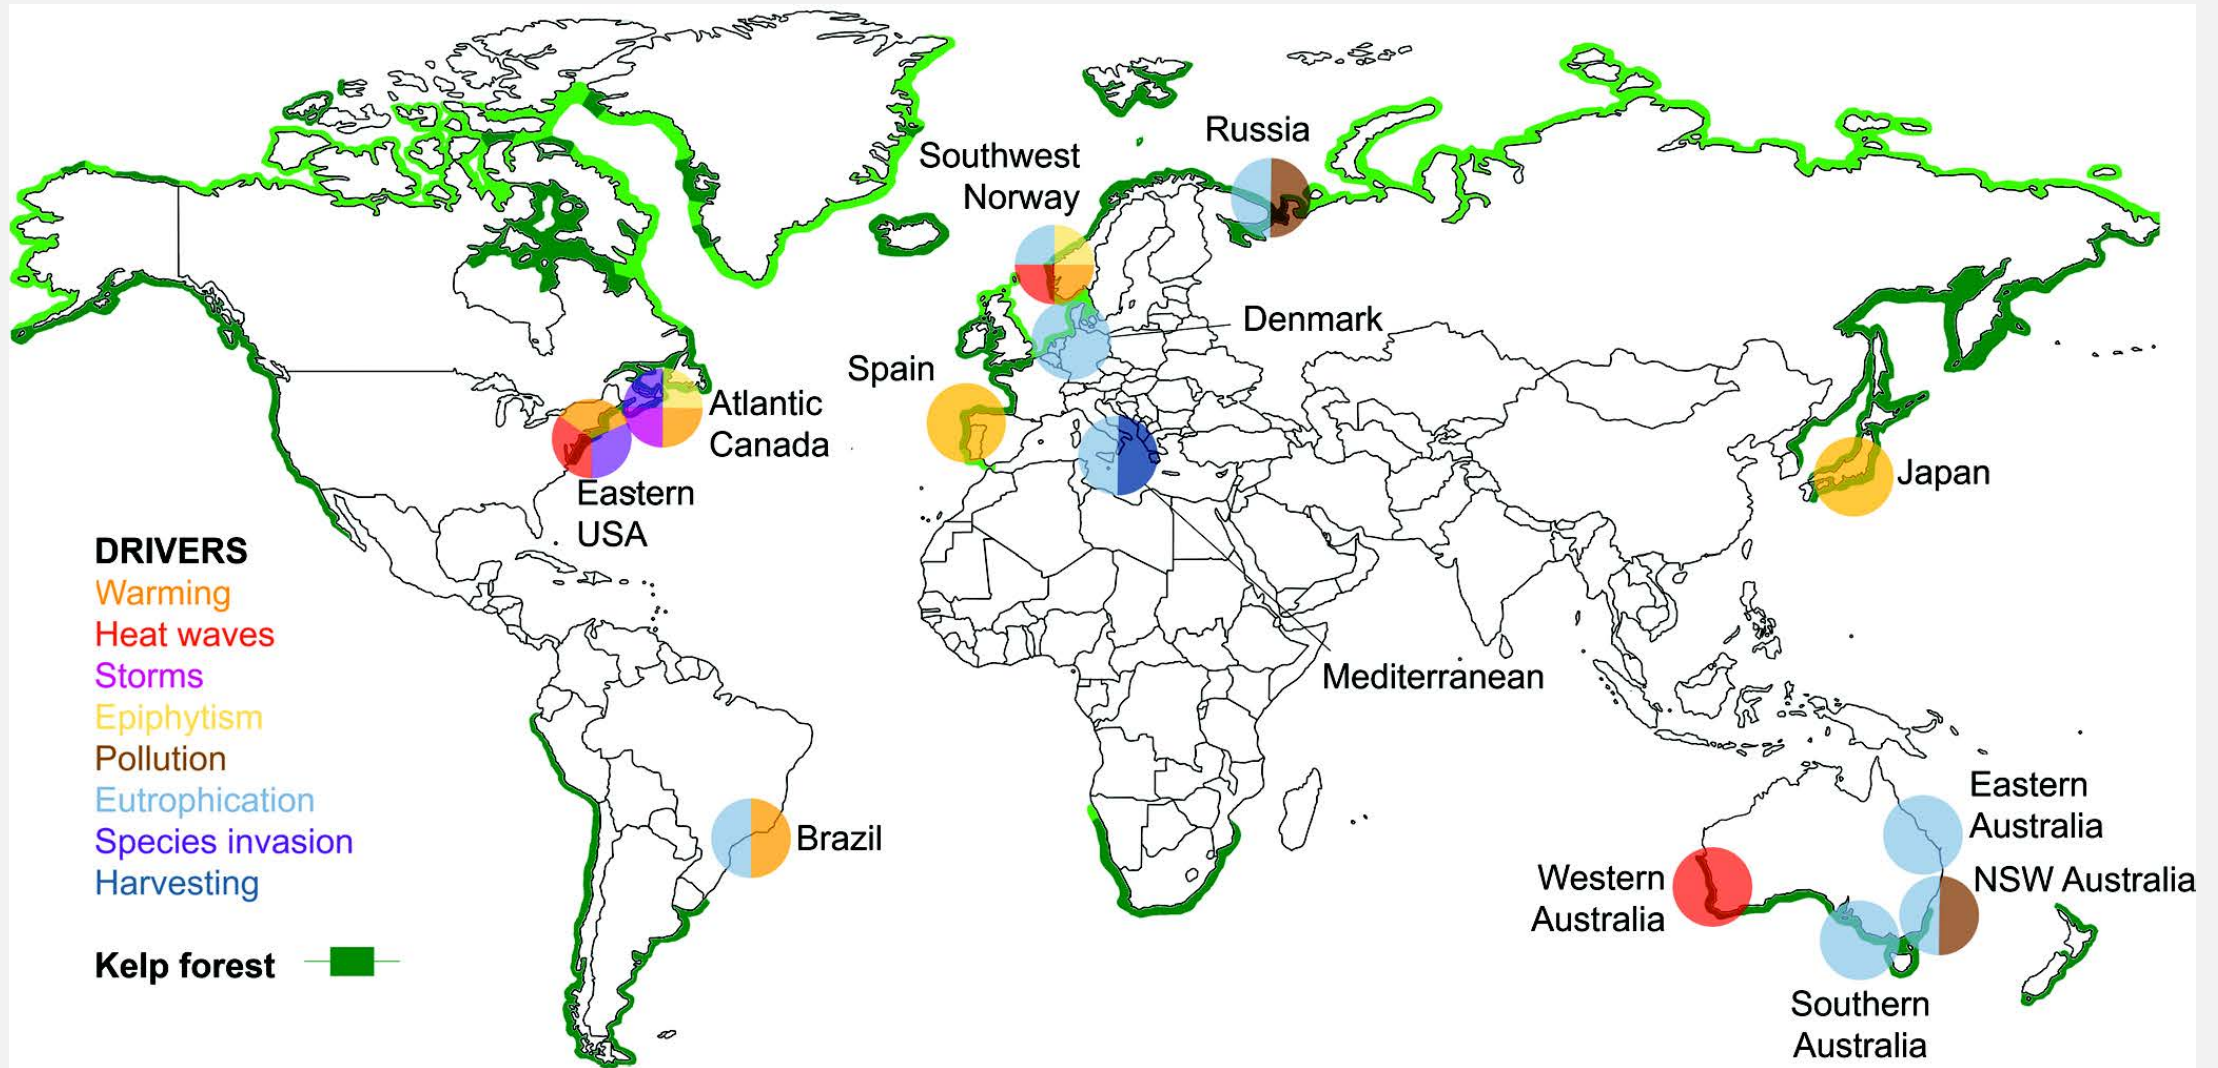 Russia
Southwest
Norway
Denmark
Spain
Atlantic
Canada
Japan
Eastern
USA
DRIVERS
Warming
Heat waves
Storms
Epiphytism
Pollution
Eutrophication
Species invasion
Harvesting
Kelp forest
Mediterranean
Brazil
Eastern
Australia
NSW Australia
Western
Australia
Southern
Australia